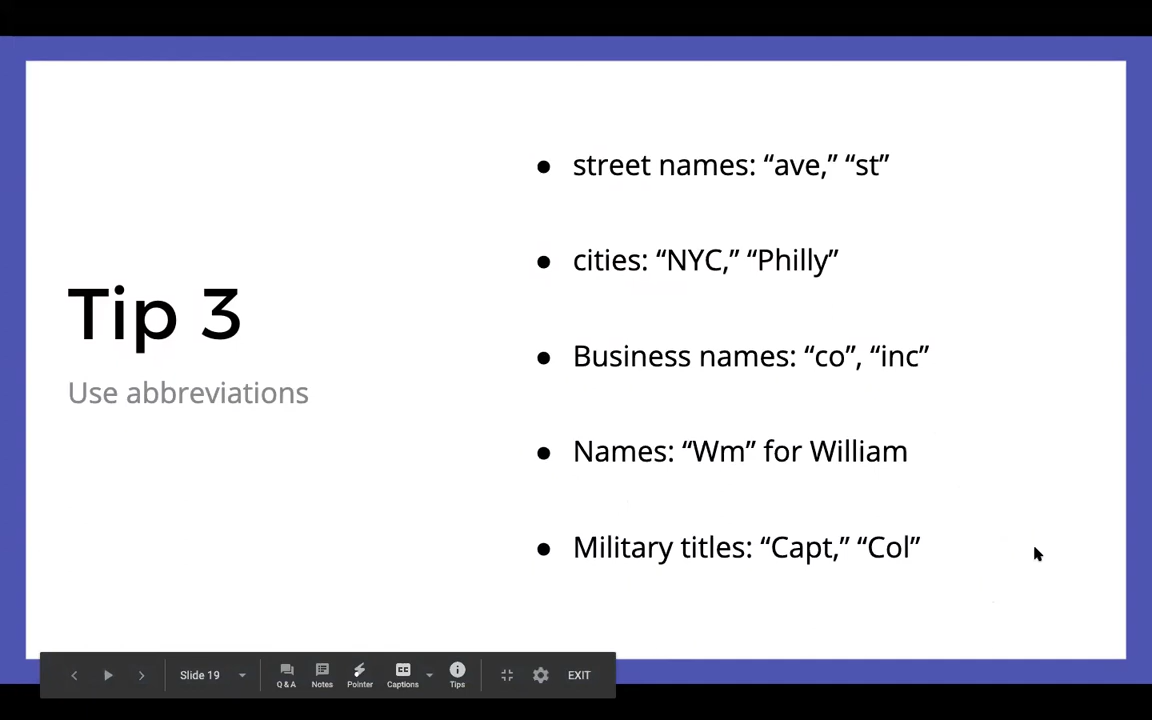 Tip 3
Use abbreviations
● street names: “ave,” “st”
● cities: “NYC,” “Philly”
● Business names: “co”, “inc”
● Names: “Wm” for William
● Military titles: “Capt,” “Col”
Slide 19
Q & A
Notes
Pointer
CC
Captions
Tips
EXIT